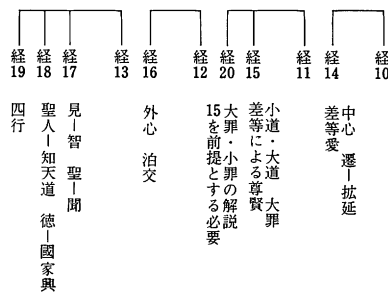 経10
経14
中心 遷―拡延
差等愛
経11
経15
小道・大道 大罪
差等による尊賢
経20
大罪・小罪の解説
15を前提とする必要
経12
経16
外心 泊交
経13
経17
見―智 聖―聞
経18
聖人―知天道 徳―國家興
経19
四行